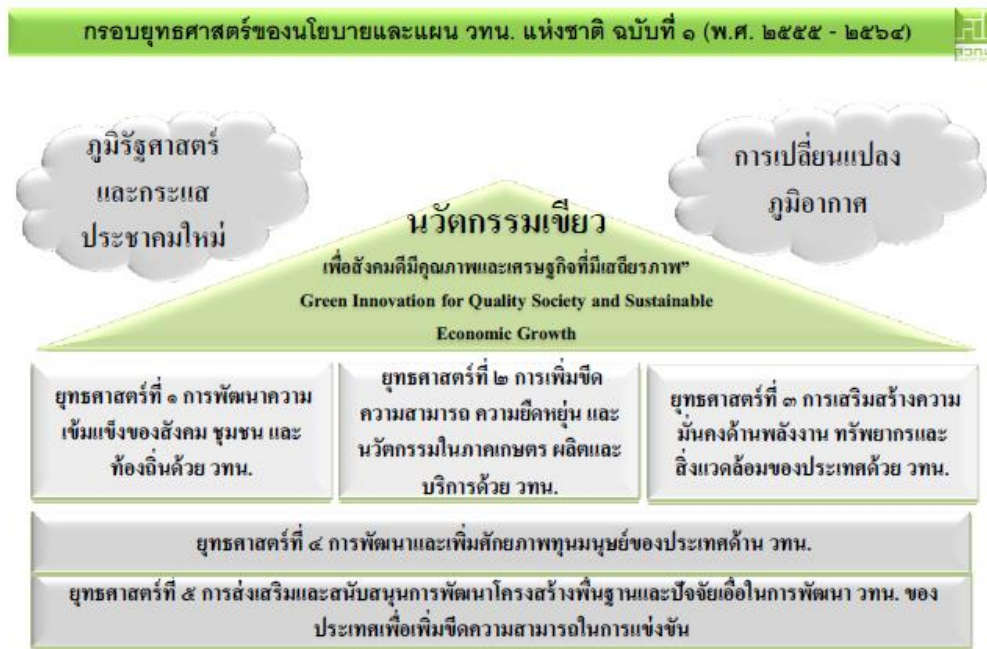 กรอบยุทธศาสตร์ของนโยบายและแผน วทน. แห่งชาติ ฉบับที่ ๑ (พ.ศ. ๒๕๕๕ - ๒๕๖๔)
สวทน
ภูมิรัฐศาสตร์
และกระแส
ประชาคมใหม่
การเปลี่ยนแปลง
ภูมิอากาศ
นวัตกรรมเขียว
เพื่อสังคมดีมีคุณภาพและเศรษฐกิจที่มีเสถียรภาพ”
Green Innovation for Quality Society and Sustainable
Economic Growth
ยุทธศาสตร์ที่ ๑ การพัฒนาความ
เข้มแข็งของสังคม ชุมชน และ
ท้องถิ่นด้วย วทน.
ยุทธศาสตร์ที่ ๒ การเพิ่มขีด
ความสามารถ ความยืดหยุ่น และ
นวัตกรรมในภาคเกษตร ผลิตและ
บริการด้วย วทน.
ยุทธศาสตร์ที่ ๓ การเสริมสร้างความ
มั่นคงด้านพลังงาน ทรัพยากรและ
สิ่งแวดล้อมของประเทศด้วย วทน.
ยุทธศาสตร์ที่ ๔ การพัฒนาและเพิ่มศักยภาพทุนมนุษย์ของประเทศด้าน วทน.
ยุทธศาสตร์ที่ ๕ การส่งเสริมและสนับสนุนการพัฒนาโครงสร้างพื้นฐานและปัจจัยเอื้อในการพัฒนา วทน. ของ
ประเทศเพื่อเพิ่มขีดความสามารถในการแข่งขัน